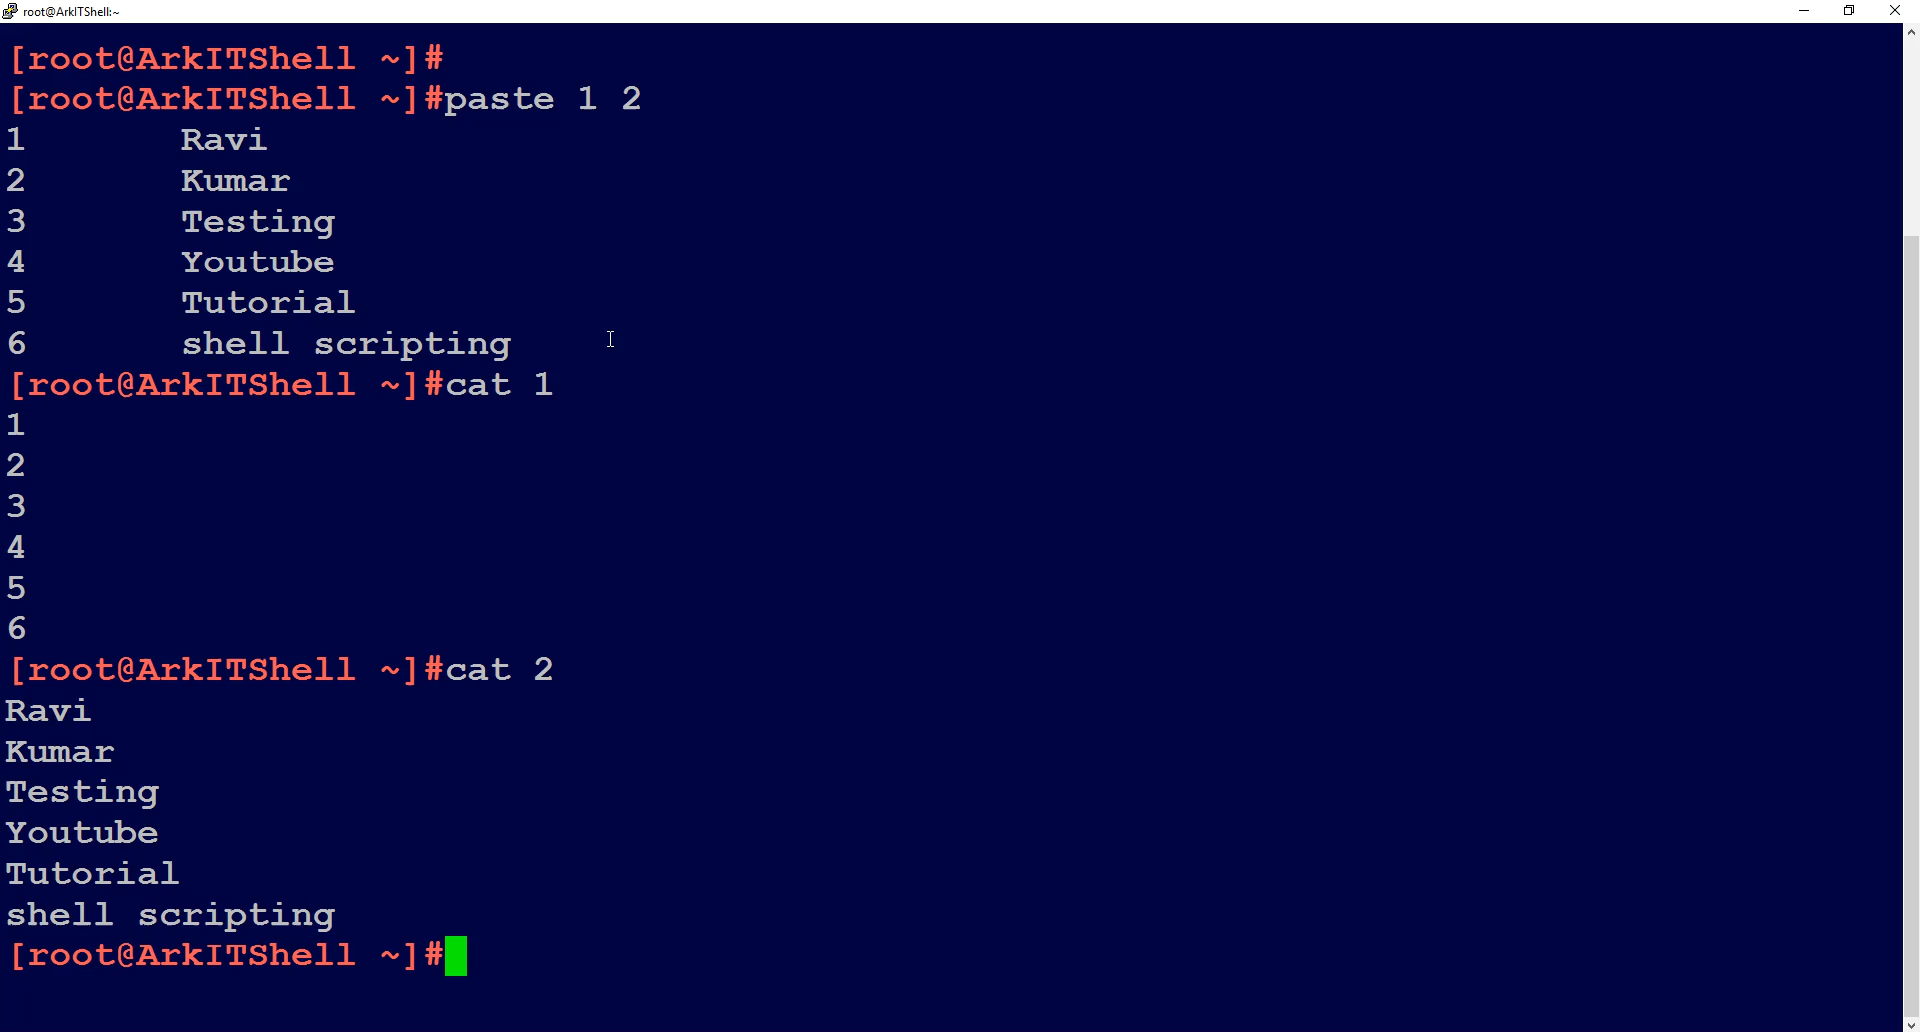 root@ArkITShell:~
[root@ArkITShell ~]#
[root@ArkITShell ~]#paste 1 2
1	Ravi
2	Kumar
3	Testing
4	Youtube
5	Tutorial
6	shell scripting
[root@ArkITShell ~]#cat 1
1
2
3
4
5
6
[root@ArkITShell ~]#cat 2
Ravi
Kumar
Testing
Youtube
Tutorial
shell scripting
[root@ArkITShell ~]#